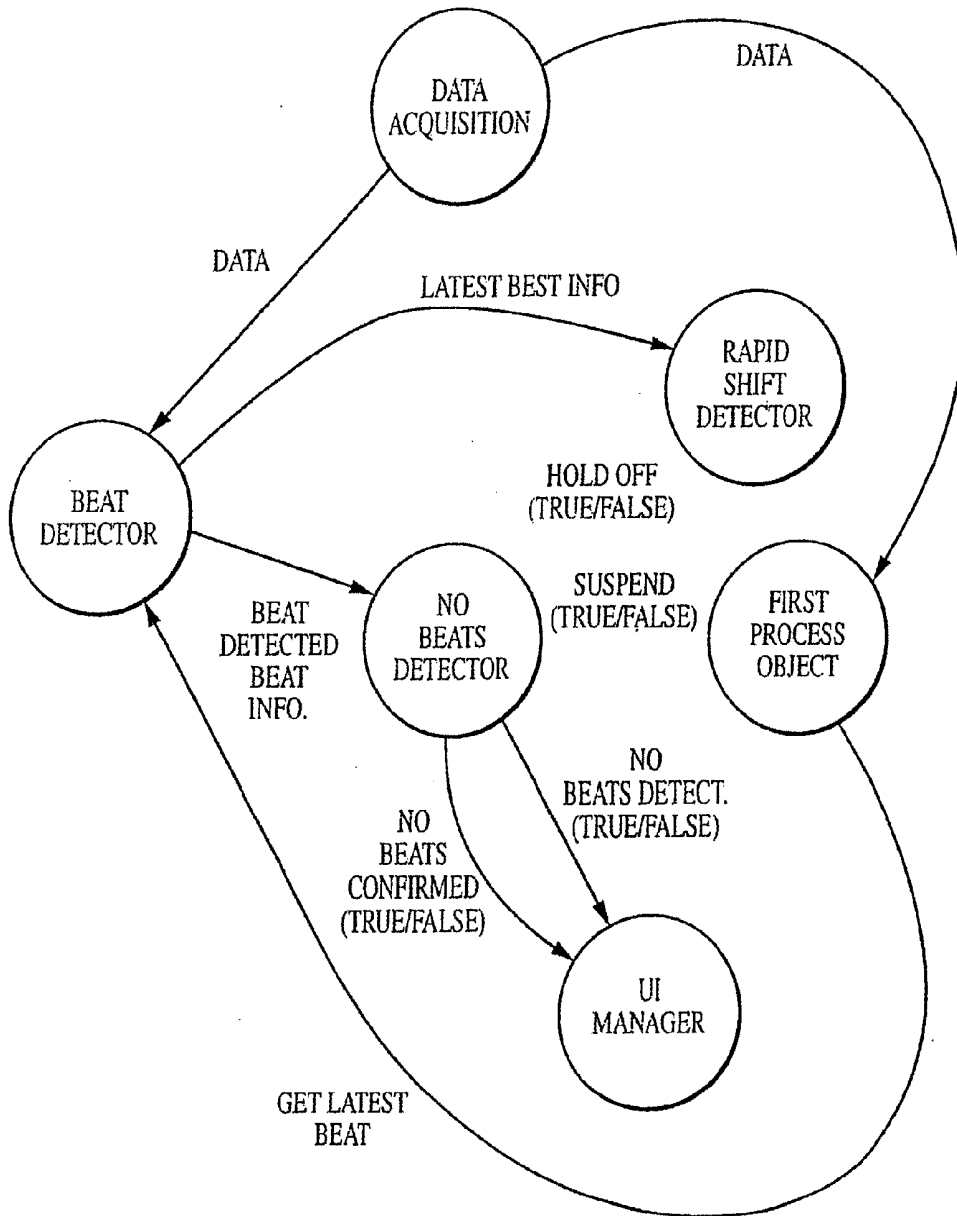 DATA
DATA
ACQUISITION
DATA
LATEST BEST INFO
RAPID
SHIFT
DETECTOR
BEAT
DETECTOR
HOLD OFF
(TRUE/FALSE)
SUSPEND
(TRUE/FALSE)
BEAT
DETECTED
BEAT
INFO.
NO
BEATS
DETECTOR
FIRST
PROCESS
OBJECT
NO
BEATS DETECT.
(TRUE/FALSE)
NO
BEATS
CONFIRMED
(TRUE/FALSE)
UI
MANAGER
GET LATEST
BEAT